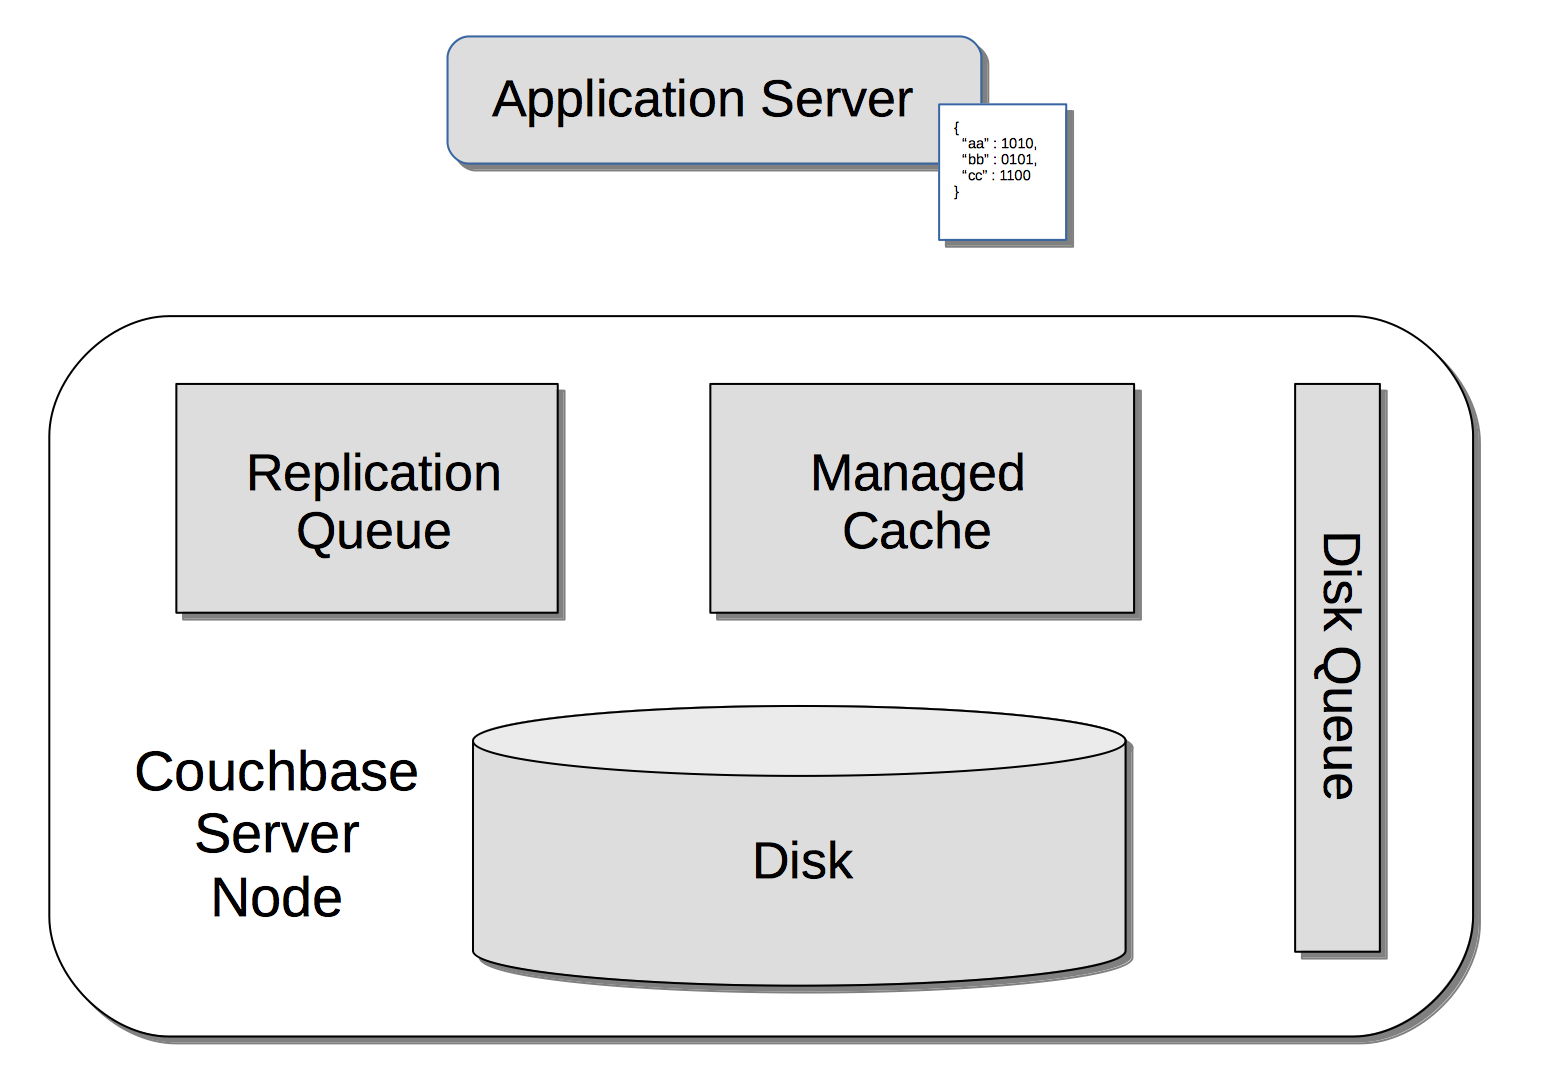 Application Server
{
“aa” : 1010,
“bb” : 0101,
“cc” : 1100
}
Replication
Queue
Managed
Cache
Disk Queue
Couchbase
Server
Node
Disk